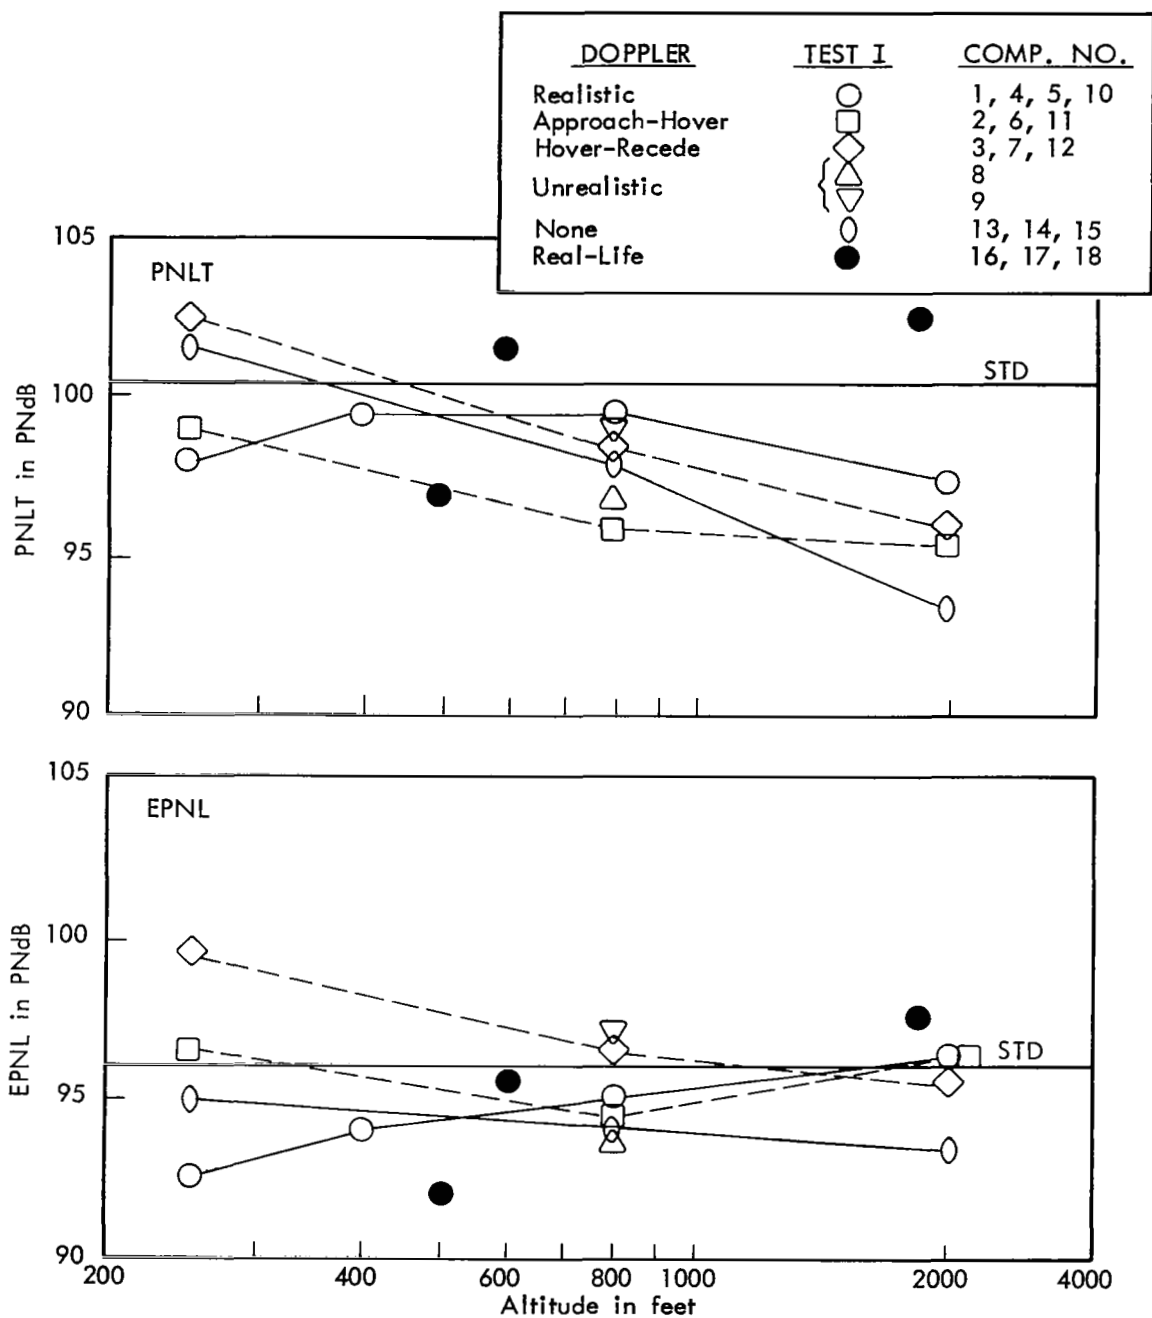 DOPPLER TEST I COMP. NO.
Realistic 1, 4, 5, 10
Approach-Hover 2, 6, 11
Hover-Recede 3, 7, 12
Unrealistic 8
9
None 13, 14, 15
Real-Life 16, 17, 18
105
PNLT
STD
100
PNLT in PNdB
95
90
105
EPNL
100
EPNL in PNdB
STD
95
90
200 400 600 800 1000 2000 4000
Altitude in feet